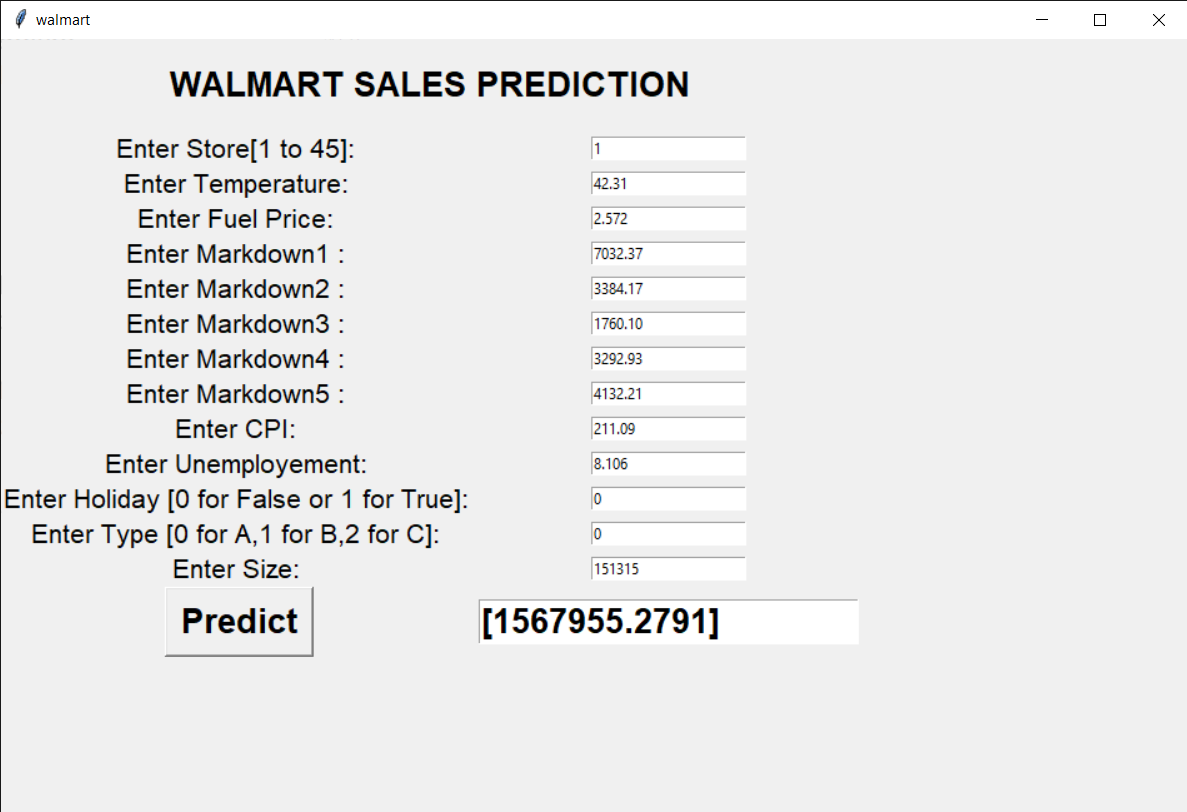 walmart
WALMART SALES PREDICTION
Enter Store[1 to 45]: 1
Enter Temperature: 42.31
Enter Fuel Price: 2.572
Enter Markdown1 : 7032.37
Enter Markdown2 : 3384.17
Enter Markdown3 : 1760.10
Enter Markdown4 : 3292.93
Enter Markdown5 : 4132.21
Enter CPI: 211.09
Enter Unemployement: 8.106
Enter Holiday [0 for False or 1 for True]: 0
Enter Type [0 for A,1 for B,2 for C]: 0
Enter Size: 151315
Predict [1567955.2791]